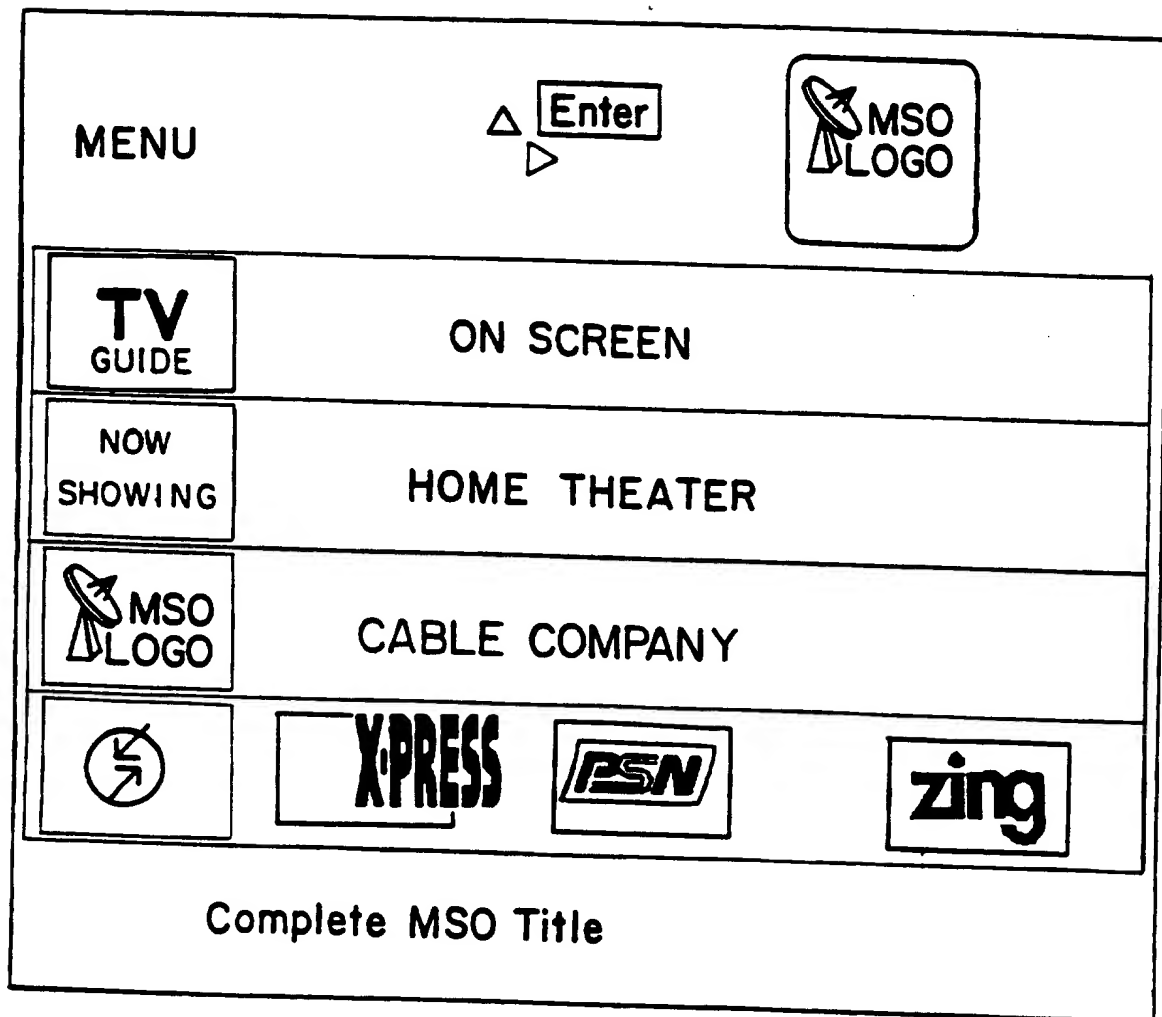 MENU
Enter
MSO
LOGO
TV
GUIDE
ON SCREEN
NOW
SHOWING
HOME THEATER
MSO
LOGO
CABLE COMPANY
X·PRESS
PSN
zing
Complete MSO Title